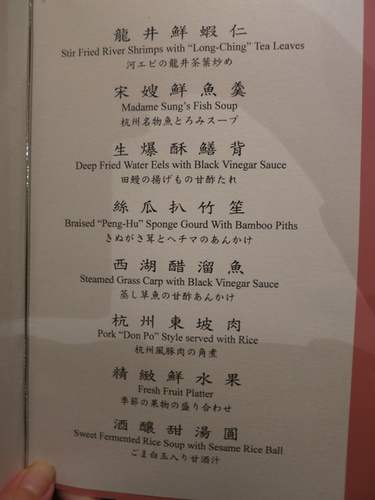 龍井鮮蝦仁
Stir Fried River Shrimps with "Long-Ching" Tea Leaves
河エビの龍井茶葉炒め
宋嫂鮮魚羹
Madame Sung's Fish Soup
杭州名物魚とろみスープ
生爆酥鱔背
Deep Fried Water Eels with Black Vinegar Sauce
田鰻の揚げもの甘酢たれ
絲瓜扒竹笙
Braised "Peng-Hu" Sponge Gourd With Bamboo Piths
きぬがさ茸とヘチマのあんかけ
西湖醋溜魚
Steamed Grass Carp with Black Vinegar Sauce
蒸し草魚の甘酢あんかけ
杭州東坡肉
Pork "Don Po" Style served with Rice
杭州風豚肉の角煮
精緻鮮水果
Fresh Fruit Platter
季節の果物の盛り合わせ
酒釀甜湯圓
Sweet Fermented Rice Soup with Sesame Rice Ball
ごま白玉入り甘酒汁